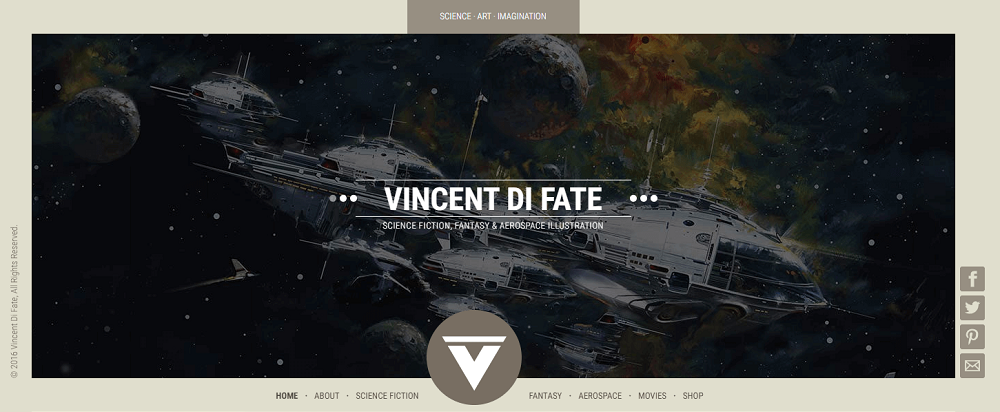 SCIENCE · ART · IMAGINATION
VINCENT DI FATE
SCIENCE FICTION, FANTASY & AEROSPACE ILLUSTRATION
© 2016 Vincent Di Fate, All Rights Reserved.
HOME · ABOUT · SCIENCE FICTION
FANTASY · AEROSPACE · MOVIES · SHOP